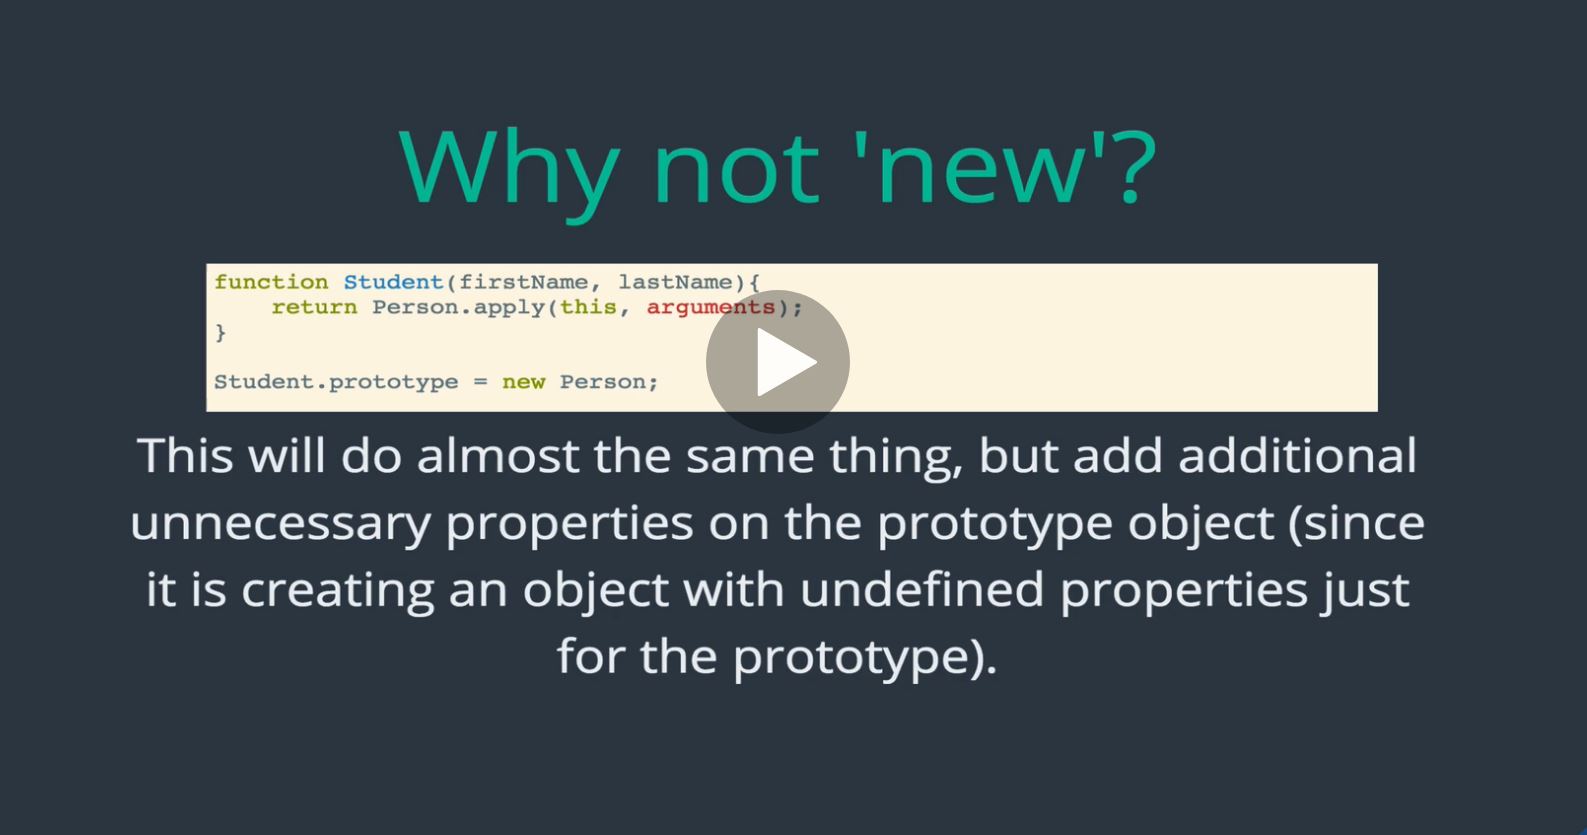 Why not 'new'?
function Student(firstName, lastName){
    return Person.apply(this, arguments);
}
Student.prototype = new Person;
This will do almost the same thing, but add additional
unnecessary properties on the prototype object (since
it is creating an object with undefined properties just
for the prototype).